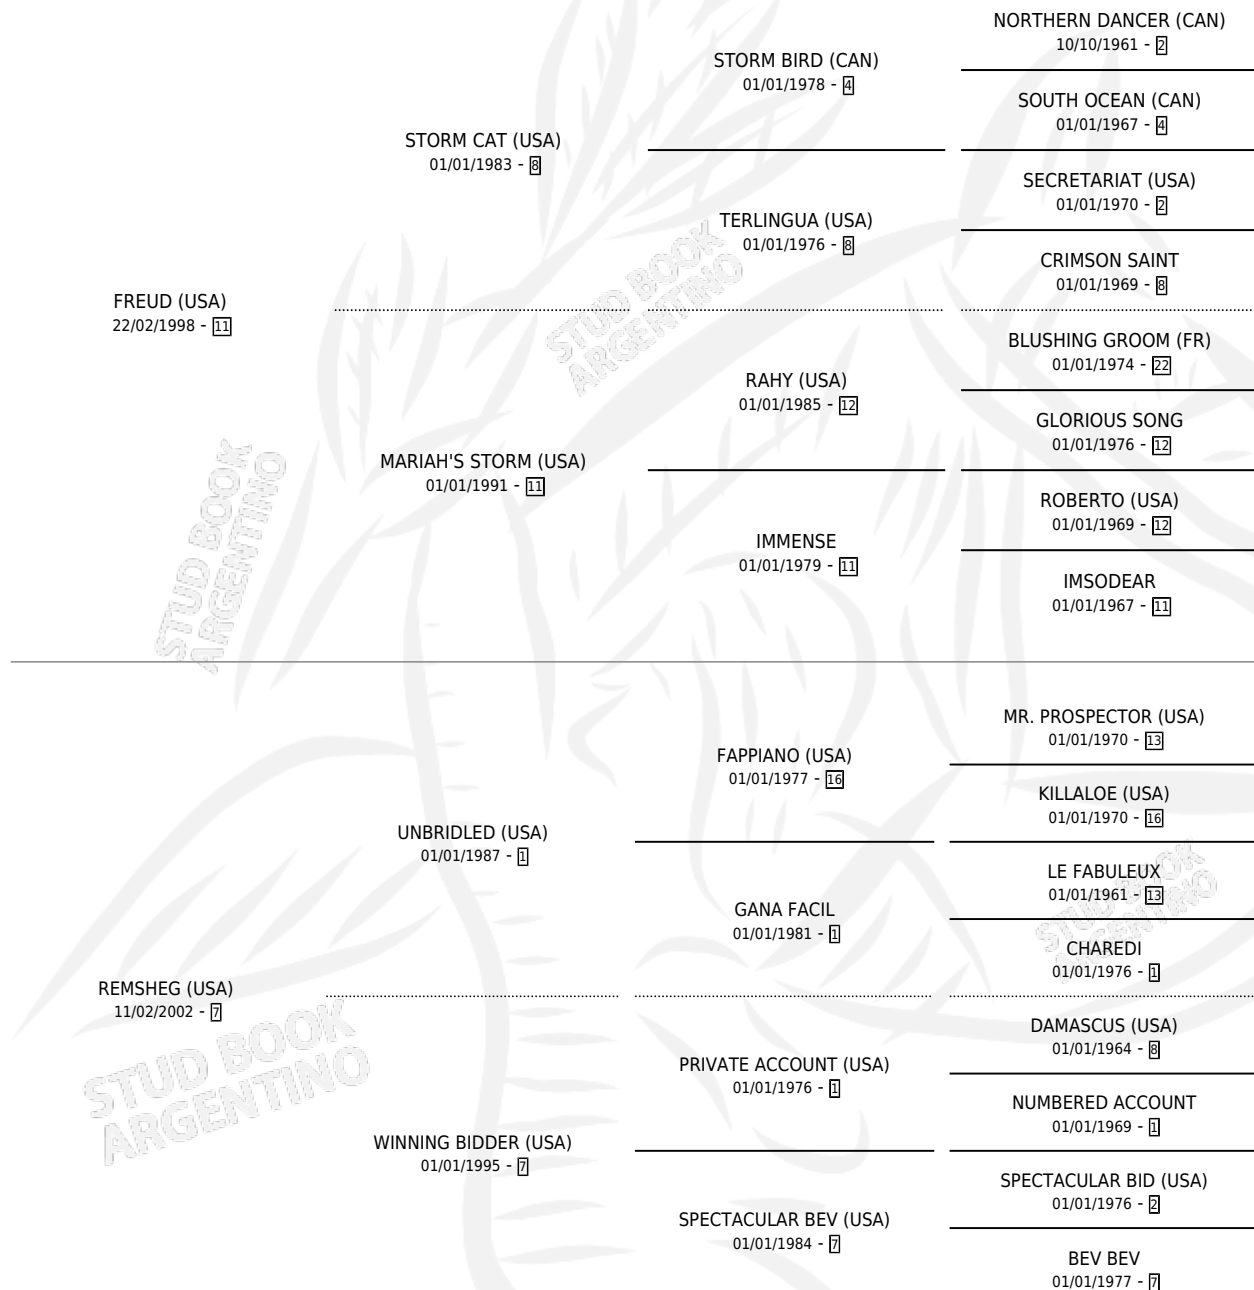 NORTHERN DANCER (CAN)
10/10/1961 - 2
STORM BIRD (CAN)
01/01/1978 - 4
SOUTH OCEAN (CAN)
01/01/1967 - 4
STORM CAT (USA)
01/01/1983 - 8
SECRETARIAT (USA)
01/01/1970 - 2
TERLINGUA (USA)
01/01/1976 - 8
CRIMSON SAINT
01/01/1969 - 8
FREUD (USA)
22/02/1998 - 11
BLUSHING GROOM (FR)
01/01/1974 - 22
RAHY (USA)
01/01/1985 - 12
GLORIOUS SONG
01/01/1976 - 12
MARIAH'S STORM (USA)
01/01/1991 - 11
ROBERTO (USA)
01/01/1969 - 12
IMMENSE
01/01/1979 - 11
IMSODEAR
01/01/1967 - 11
MR. PROSPECTOR (USA)
01/01/1970 - 13
FAPPIANO (USA)
01/01/1977 - 16
KILLALOE (USA)
01/01/1970 - 16
UNBRIDLED (USA)
01/01/1987 - 1
LE FABULEUX
01/01/1961 - 13
GANA FACIL
01/01/1981 - 1
CHAREDI
01/01/1976 - 1
REMSHEG (USA)
11/02/2002 - 7
DAMASCUS (USA)
01/01/1964 - 8
PRIVATE ACCOUNT (USA)
01/01/1976 - 1
NUMBERED ACCOUNT
01/01/1969 - 1
WINNING BIDDER (USA)
01/01/1995 - 7
SPECTACULAR BID (USA)
01/01/1976 - 2
SPECTACULAR BEV (USA)
01/01/1984 - 7
BEV BEV
01/01/1977 - 7
STUD BOOK
ARGENTINO
STUD BOOK
ARGENTINO
STUD BOOK
ARGENTINO
STUD BOOK
ARGENTINO